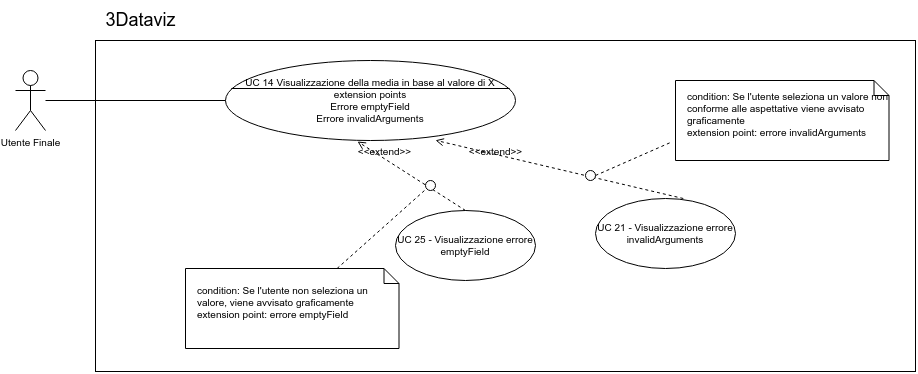 3Dataviz
UC 14 Visualizzazione della media in base al valore di X
extension points
Errore emptyField
Errore invalidArguments
Utente Finale
<<extend>>
<<extend>>
condition: Se l'utente seleziona un valore non
conforme alle aspettative viene avvisato
graficamente
extension point: errore invalidArguments
UC 25 - Visualizzazione errore
emptyField
UC 21 - Visualizzazione errore
invalidArguments
condition: Se l'utente non seleziona un
valore, viene avvisato graficamente
extension point: errore emptyField